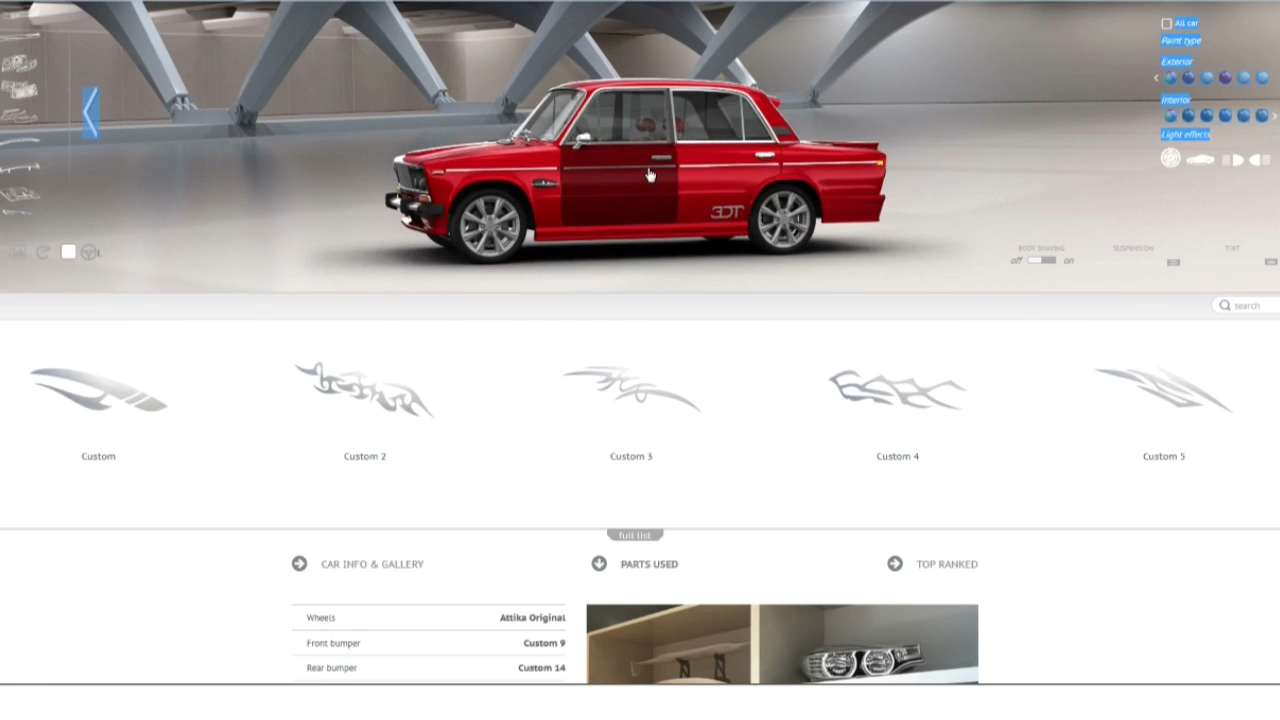 All car
Paint type
Exterior
Interior
Light effects
3DT
L
BODY SHAVING
off
on
SUSPENSION
TINT
search
Custom
Custom 2
Custom 3
Custom 4
Custom 5
full list
CAR INFO & GALLERY
PARTS USED
TOP RANKED
Wheels Attika Original
Front bumper Custom 9
Rear bumper Custom 14